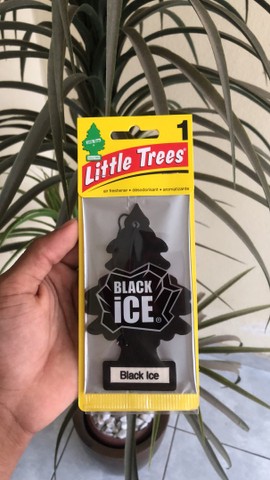 1
Little Trees®
air freshener • désodorisant • aromatizante
BLACK
iCE®
Black Ice